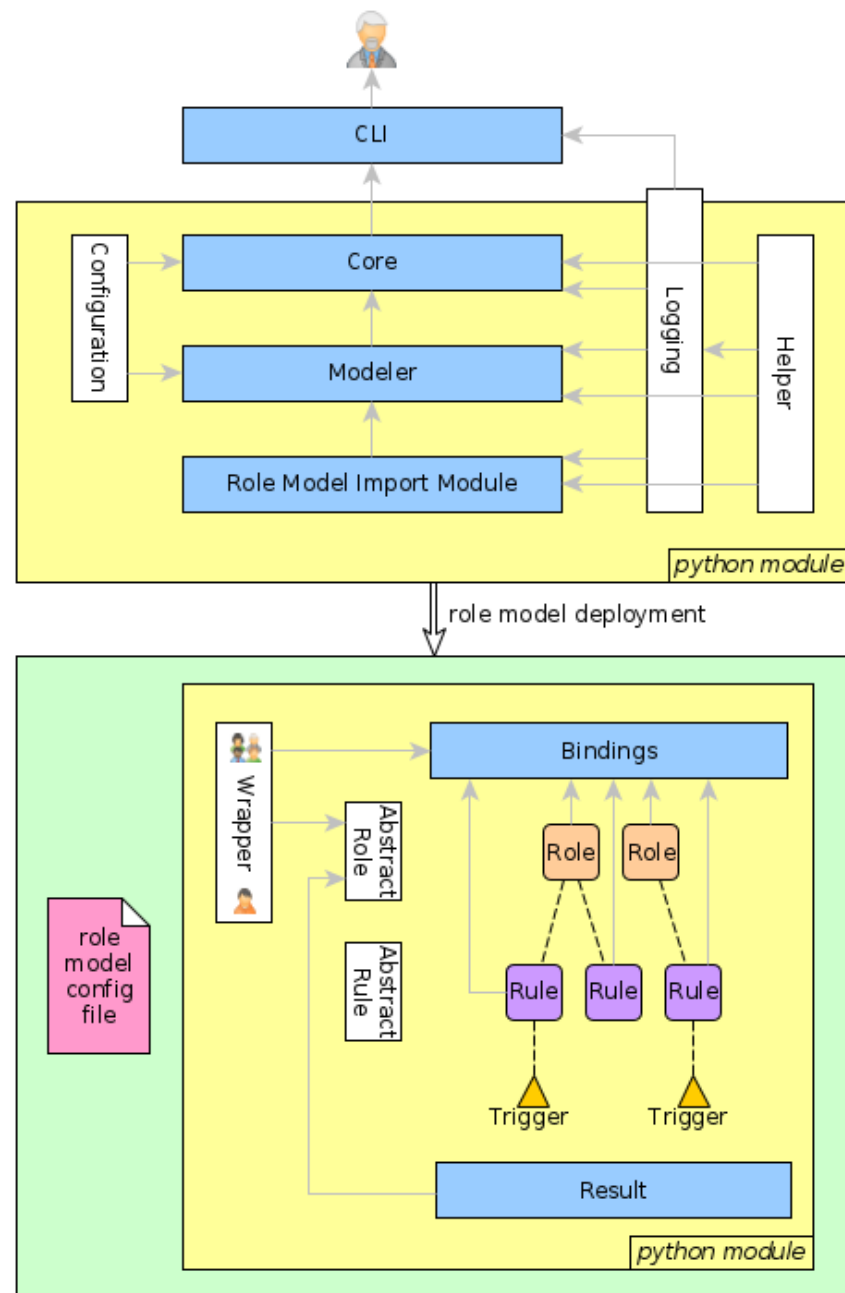 CLI
Configuration
Core
Logging
Helper
Modeler
Role Model Import Module
python module
role model deployment
Wrapper
Bindings
Abstract
Role
Role
Role
role
model
config
file
Abstract
Rule
Rule
Rule
Rule
Trigger
Trigger
Result
python module